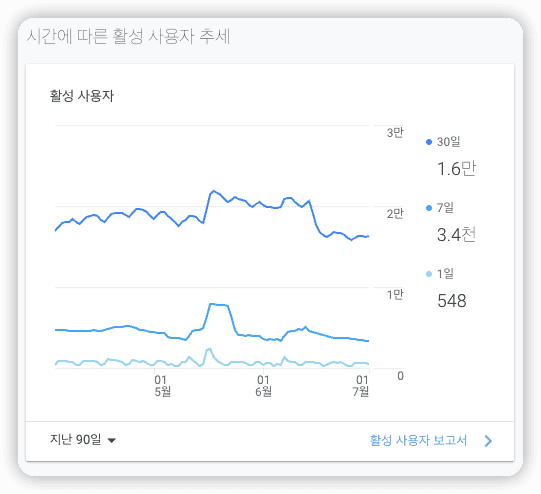 시간에 따른 활성 사용자 추세
활성 사용자
3만
2만
1만
0
01
5월
01
6월
01
7월
30일
1.6만
7일
3.4천
1일
548
지난 90일
활성 사용자 보고서